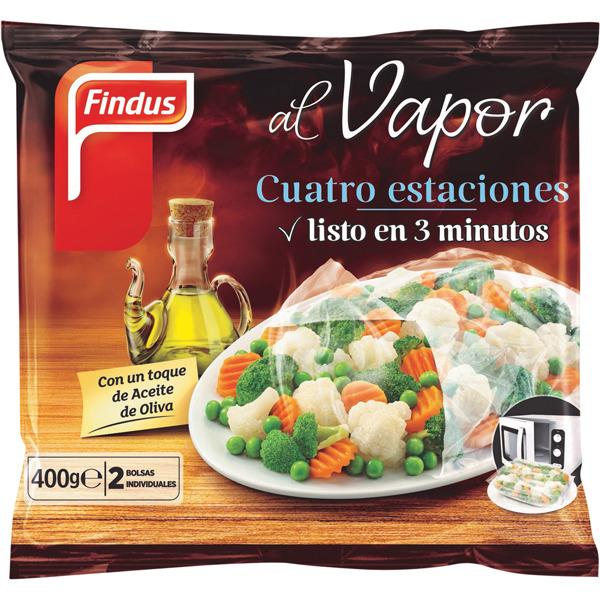 Findus
al Vapor
Cuatro estaciones
✓ listo en 3 minutos
Con un toque
de Aceite
de Oliva
400g℮
2 BOLSAS
INDIVIDUALES